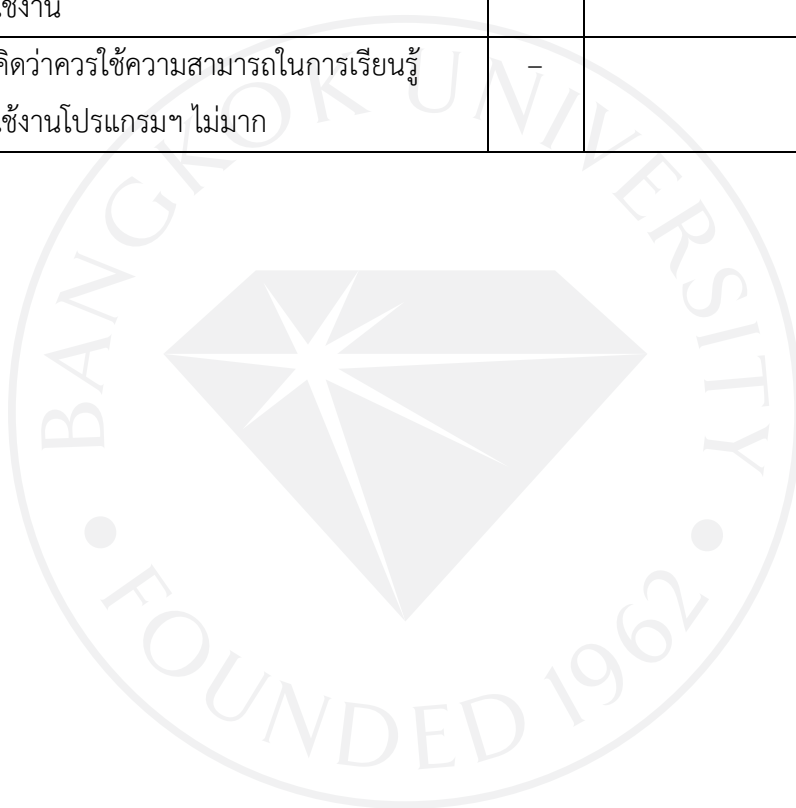 ใช้งาน
คิดว่าควรใช้ความสามารถในการเรียนรู้ –
ใช้งานโปรแกรมฯ ไม่มาก
BANGKOK UNIVERSITY
• FOUNDED 1962 •